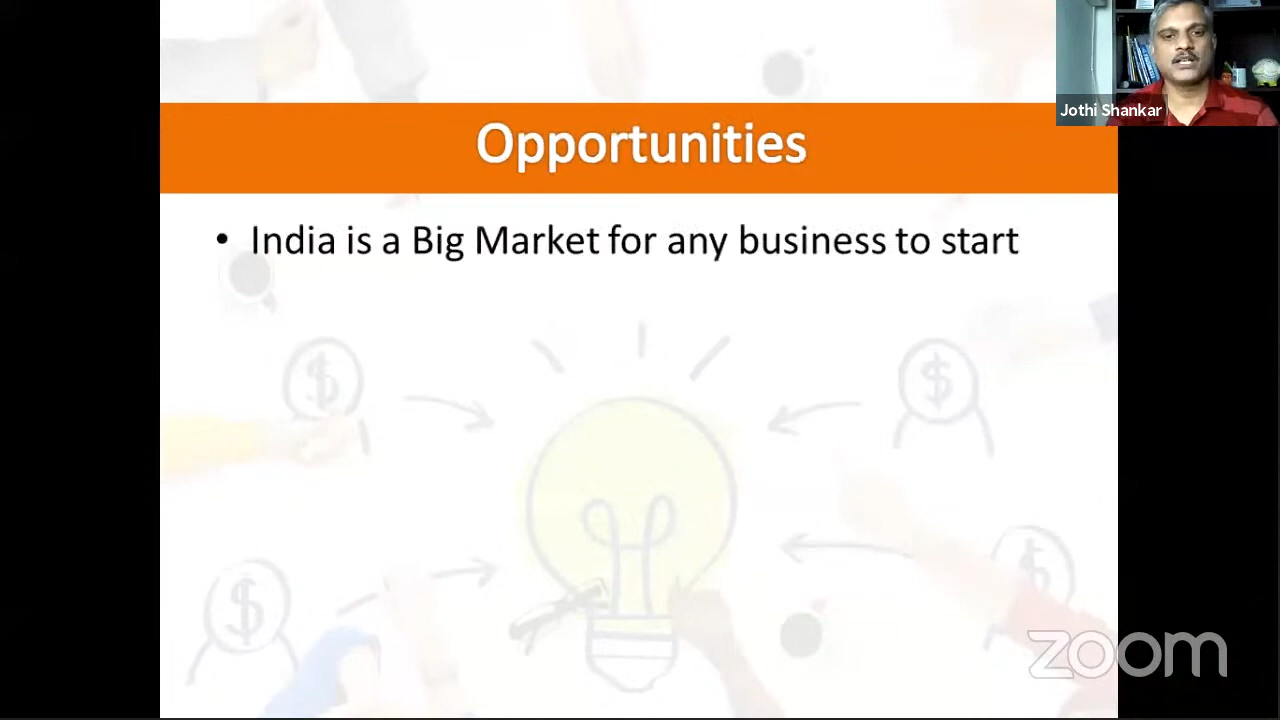 Jothi Shankar
Opportunities
• India is a Big Market for any business to start
$ $
$ $
zoom